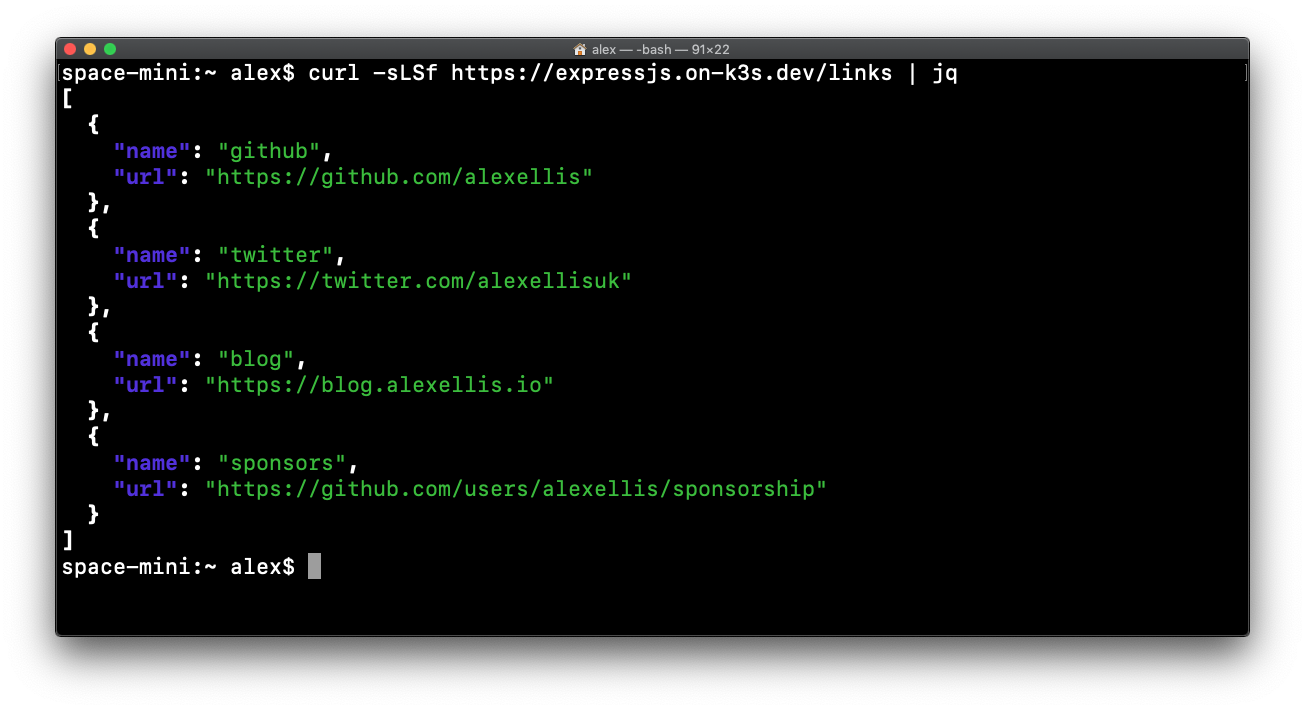 alex — -bash — 91×22
space-mini:~ alex$ curl -sLSf https://expressjs.on-k3s.dev/links | jq
[
  {
    "name": "github",
    "url": "https://github.com/alexellis"
  },
  {
    "name": "twitter",
    "url": "https://twitter.com/alexellisuk"
  },
  {
    "name": "blog",
    "url": "https://blog.alexellis.io"
  },
  {
    "name": "sponsors",
    "url": "https://github.com/users/alexellis/sponsorship"
  }
]
space-mini:~ alex$